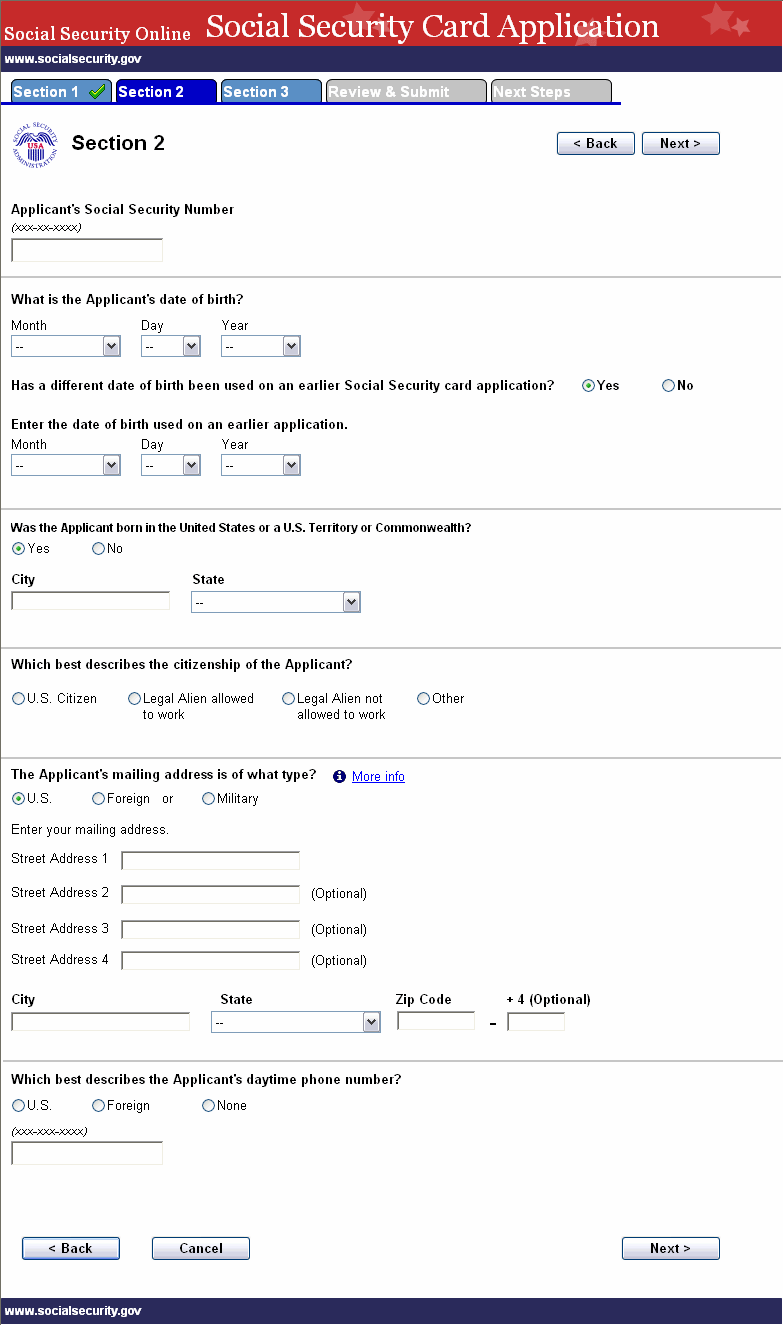 Social Security Online Social Security Card Application
www.socialsecurity.gov
Section 1 Section 2 Section 3 Review & Submit Next Steps
SOCIAL SECURITY ADMINISTRATION USA
Section 2
< Back Next >
Applicant's Social Security Number
(xxx-xx-xxxx)
What is the Applicant's date of birth?
Month Day Year
-- -- --
Has a different date of birth been used on an earlier Social Security card application? Yes No
Enter the date of birth used on an earlier application.
Month Day Year
-- -- --
Was the Applicant born in the United States or a U.S. Territory or Commonwealth?
Yes No
City State
--
Which best describes the citizenship of the Applicant?
U.S. Citizen Legal Alien allowed to work Legal Alien not allowed to work Other
The Applicant's mailing address is of what type? More info
U.S. Foreign or Military
Enter your mailing address.
Street Address 1
Street Address 2 (Optional)
Street Address 3 (Optional)
Street Address 4 (Optional)
City State Zip Code + 4 (Optional)
-- -
Which best describes the Applicant's daytime phone number?
U.S. Foreign None
(xxx-xxx-xxxx)
< Back Cancel Next >
www.socialsecurity.gov